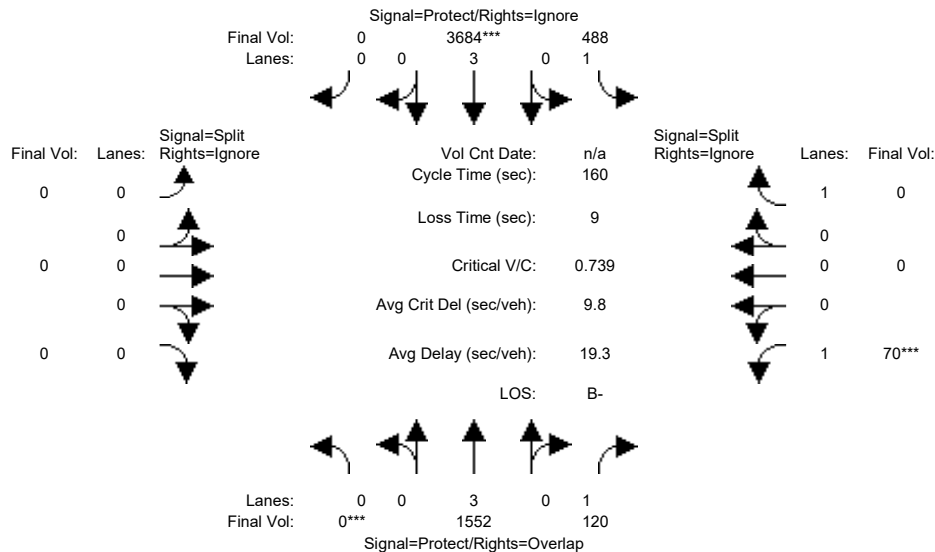 Signal=Protect/Rights=Ignore
Final Vol: 0 3684*** 488
Lanes: 0 0 3 0 1
Signal=Split
Final Vol: Lanes: Rights=Ignore
Vol Cnt Date: n/a
Signal=Split
Rights=Ignore Lanes: Final Vol:
Cycle Time (sec): 160
0 0
1 0
Loss Time (sec): 9
0
0
0 0
Critical V/C: 0.739
0 0
0
Avg Crit Del (sec/veh): 9.8
0
0 0
Avg Delay (sec/veh): 19.3
1 70***
LOS: B-
Lanes: 0 0 3 0 1
Final Vol: 0*** 1552 120
Signal=Protect/Rights=Overlap